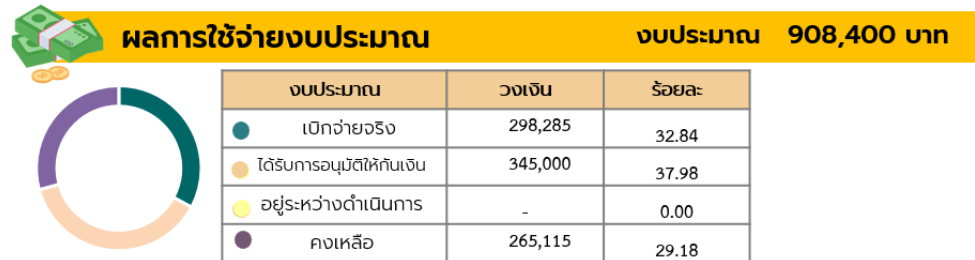 ผลการใช้จ่ายงบประมาณ งบประมาณ 908,400 บาท
งบประมาณ วงเงิน ร้อยละ
เบิกจ่ายจริง 298,285 32.84
ได้รับการอนุมัติให้กันเงิน 345,000 37.98
อยู่ระหว่างดำเนินการ - 0.00
คงเหลือ 265,115 29.18